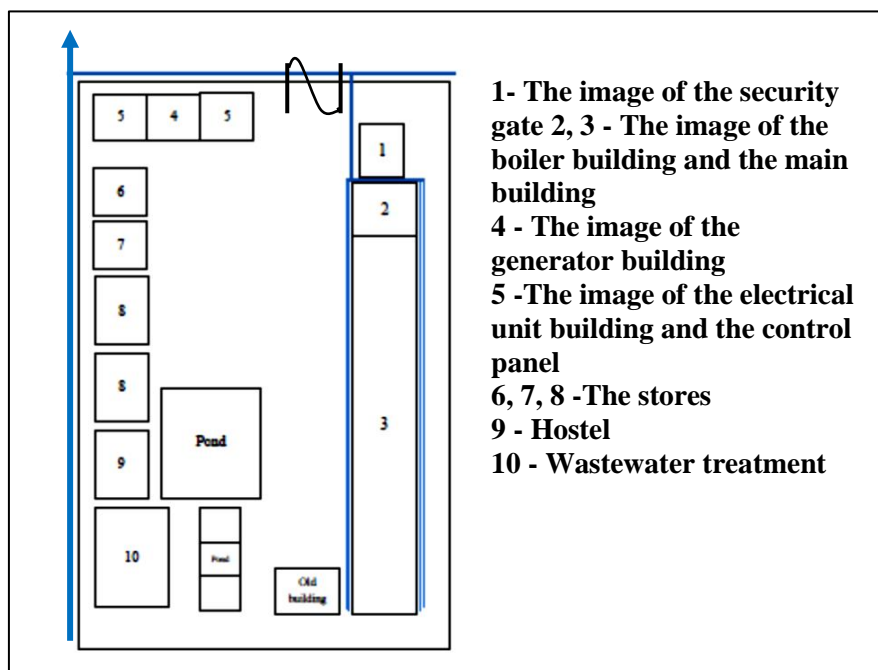 5 4 5
1
6
2
7
8
8
Pond
3
9
10
Pond
Old
building
1- The image of the security
gate 2, 3 - The image of the
boiler building and the main
building
4 - The image of the
generator building
5 -The image of the electrical
unit building and the control
panel
6, 7, 8 -The stores
9 - Hostel
10 - Wastewater treatment